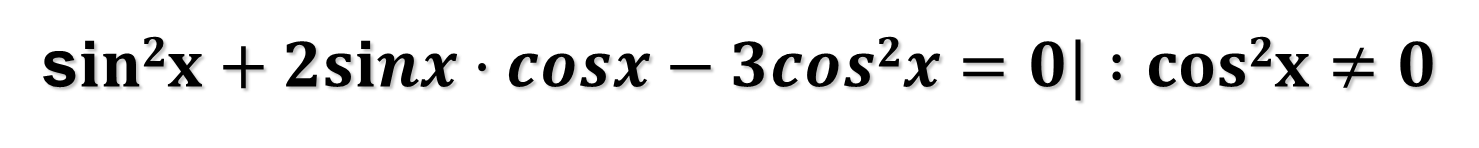 sin²x + 2sinx · cosx − 3cos²x = 0| : cos²x ≠ 0